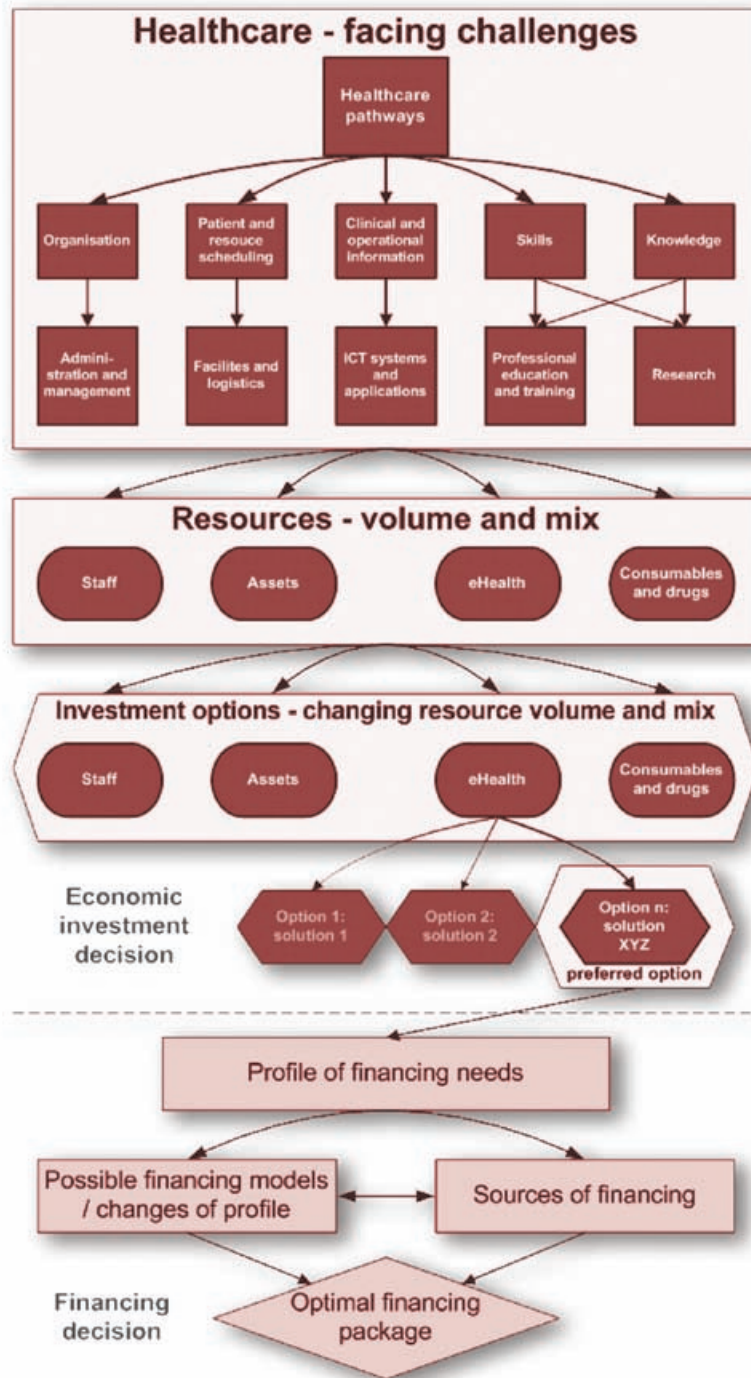 Healthcare - facing challenges
Healthcare
pathways
Organisation
Patient and
resouce
scheduling
Clinical and
operational
Information
Skills
Knowledge
Admini-
stration and
management
Facilites and
logistics
ICT systems
and
applications
Professional
education
and training
Research
Resources - volume and mix
Staff
Assets
eHealth
Consumables
and drugs
Investment options - changing resource volume and mix
Staff
Assets
eHealth
Consumables
and drugs
Economic
investment
decision
Option 1:
solution 1
Option 2:
solution 2
Option n:
solution
XYZ
preferred option
Profile of financing needs
Possible financing models
/ changes of profile
Sources of financing
Financing
decision
Optimal financing
package